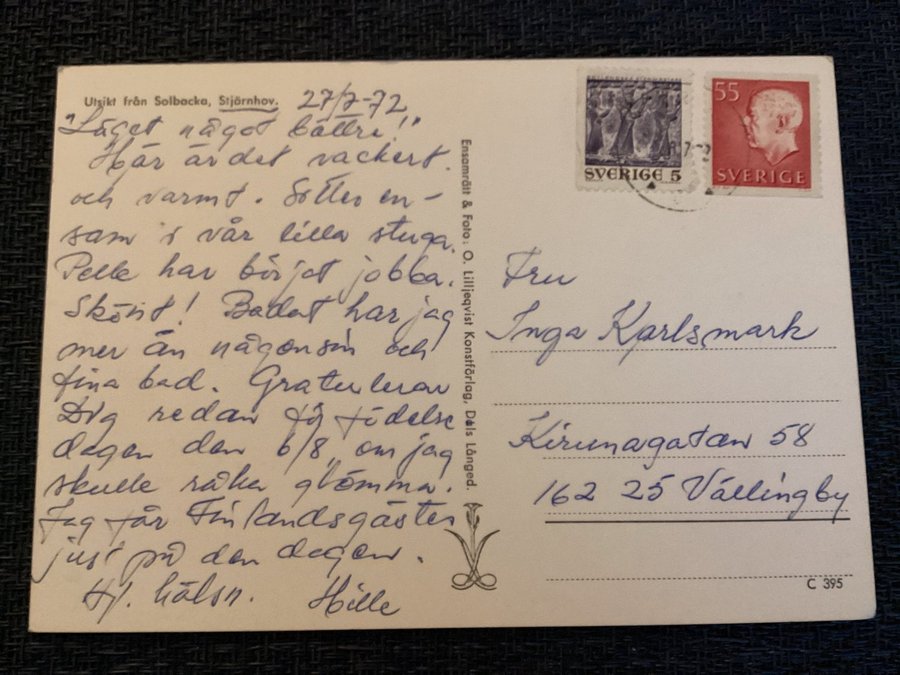 Utsikt från Solbacka, Stjärnhov. 27/7-72
"Läget något bättre!"
Här är det vackert
och varmt. Sitter en-
sam i vår lilla stuga.
Pelle har börjat jobba.
Skönt! Badat har jag
mer än någonsin och
fina bad. Gratulerar
Dig redan för födelse
dagen den 6/8, om jag
skulle råka glömma.
Jag får Finlandsgäster
just på den dagen.
Hj. hälsn. Hille
Ensamrätt & Foto: O. Lilljeqvist Konstförlag, Dals Långed.
SVERIGE 5
55
SVERIGE
Fru
Inga Karlsmark
Kirunagatan 58
162 25 Vällingby
C 395